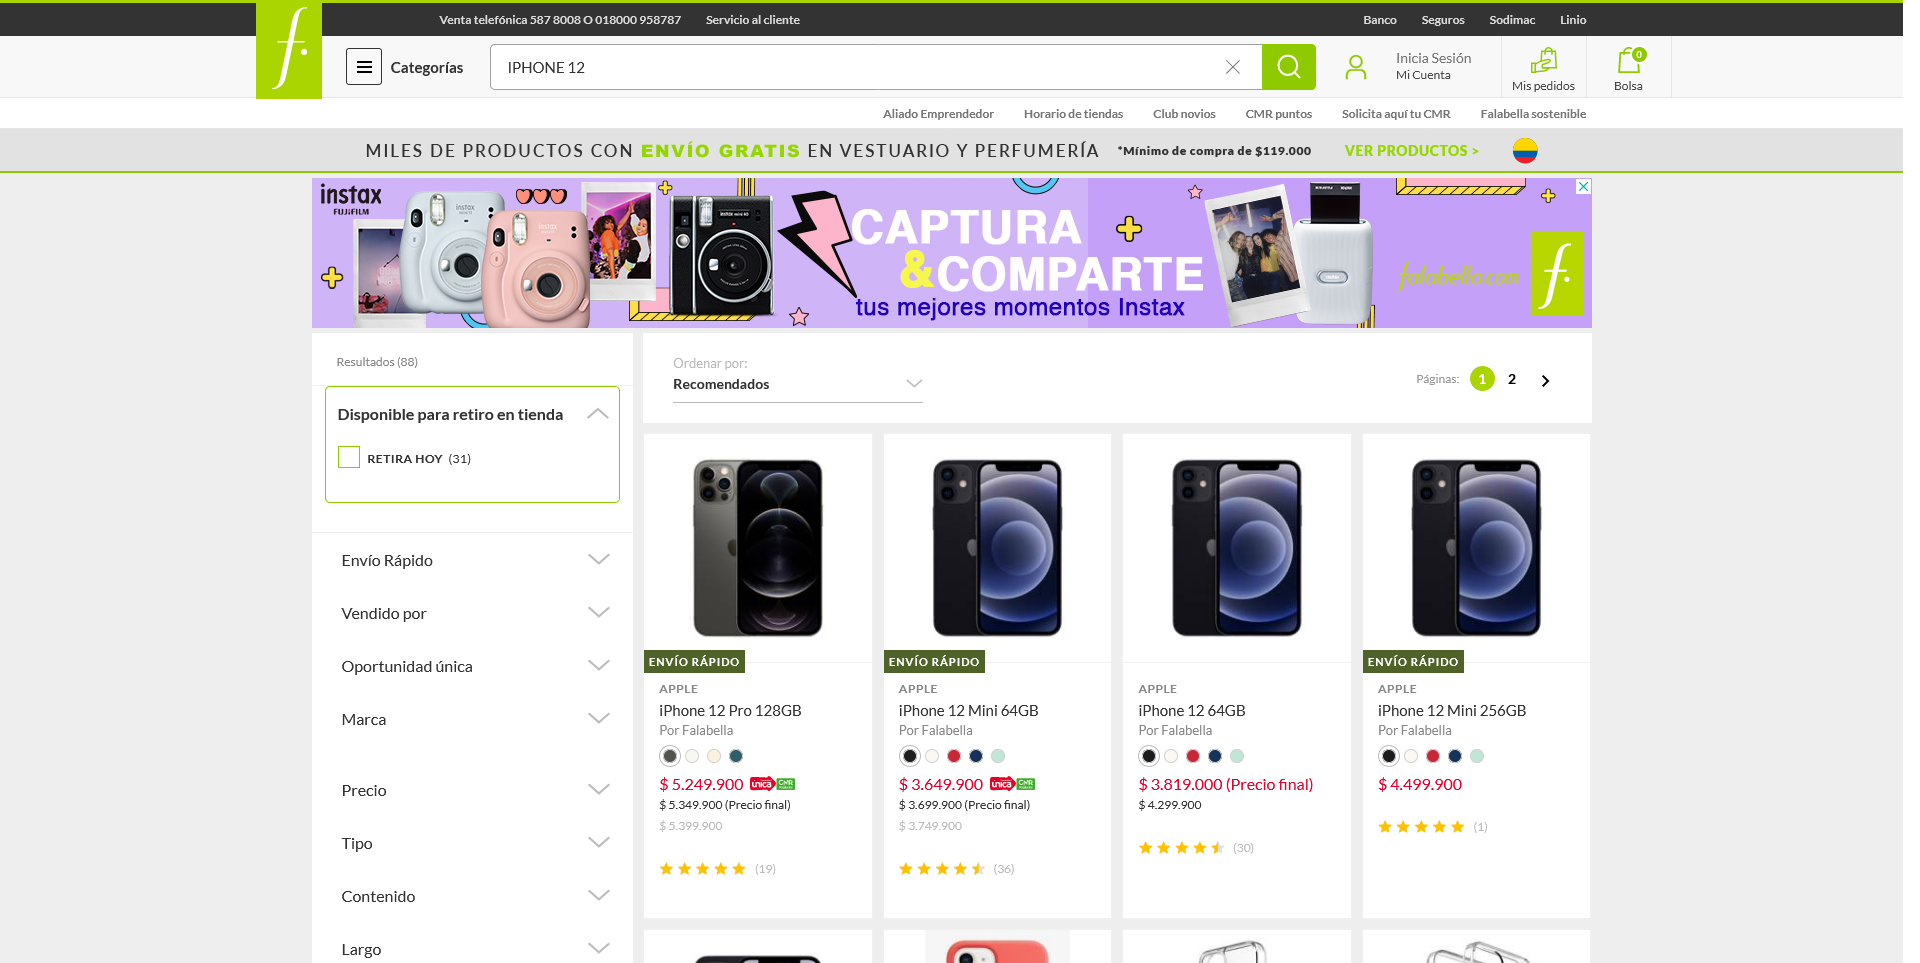 Venta telefónica 587 8008 O 018000 958787
Servicio al cliente
Banco
Seguros
Sodimac
Linio
f.
Categorías
IPHONE 12
Inicia Sesión
Mi Cuenta
Mis pedidos
0
Bolsa
Aliado Emprendedor
Horario de tiendas
Club novios
CMR puntos
Solicita aquí tu CMR
Falabella sostenible
MILES DE PRODUCTOS CON ENVÍO GRATIS EN VESTUARIO Y PERFUMERÍA *Mínimo de compra de $119.000 VER PRODUCTOS >
instax
FUJIFILM
CAPTURA
&COMPARTE
tus mejores momentos Instax
falabella.com
f.
Resultados (88)
Disponible para retiro en tienda
RETIRA HOY (31)
Envío Rápido
Vendido por
Oportunidad única
Marca
Precio
Tipo
Contenido
Largo
Ordenar por:
Recomendados
Páginas: 1 2
ENVÍO RÁPIDO
APPLE
iPhone 12 Pro 128GB
Por Falabella
$ 5.249.900 única CMR
$ 5.349.900 (Precio final)
$ 5.399.900
(19)
ENVÍO RÁPIDO
APPLE
iPhone 12 Mini 64GB
Por Falabella
$ 3.649.900 única CMR
$ 3.699.900 (Precio final)
$ 3.749.900
(36)
APPLE
iPhone 12 64GB
Por Falabella
$ 3.819.000 (Precio final)
$ 4.299.900
(30)
ENVÍO RÁPIDO
APPLE
iPhone 12 Mini 256GB
Por Falabella
$ 4.499.900
(1)